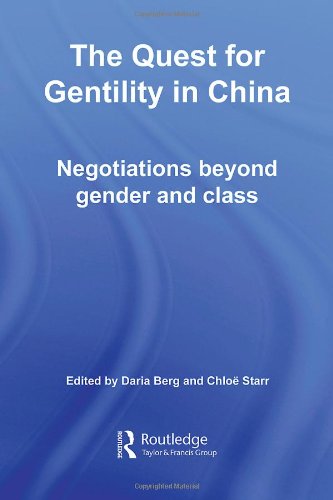 The Quest for
Gentility in China
Negotiations beyond
gender and class
Edited by Daria Berg and Chloë Starr
ROUTLEDGE
Routledge
Taylor & Francis Group